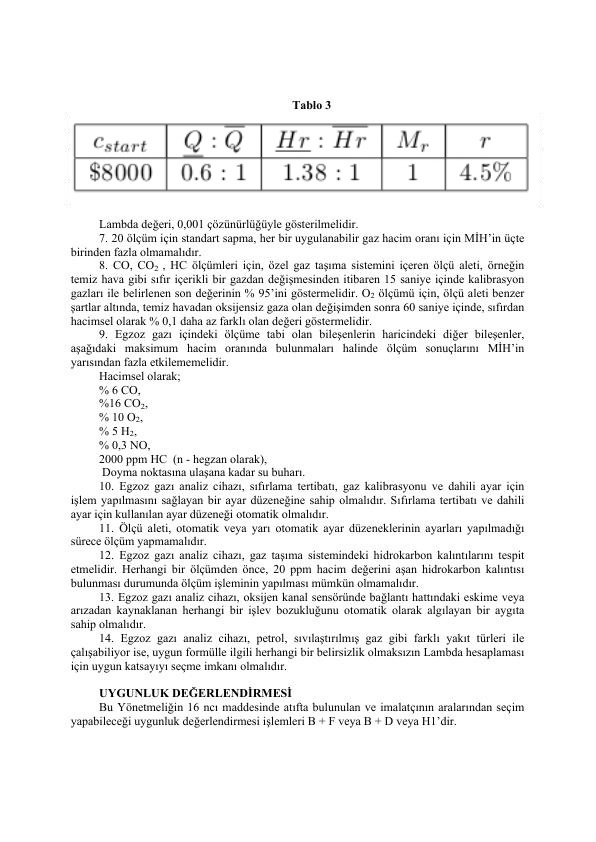 Tablo 3
c_start Q : Q̅ Hr : H̅r̅ M_r r
$8000 0.6 : 1 1.38 : 1 1 4.5%
Lambda değeri, 0,001 çözünürlüğüyle gösterilmelidir.
7. 20 ölçüm için standart sapma, her bir uygulanabilir gaz hacim oranı için MİH’in üçte
birinden fazla olmamalıdır.
8. CO, CO₂ , HC ölçümleri için, özel gaz taşıma sistemini içeren ölçü aleti, örneğin
temiz hava gibi sıfır içerikli bir gazdan değişmesinden itibaren 15 saniye içinde kalibrasyon
gazları ile belirlenen son değerinin % 95’ini göstermelidir. O₂ ölçümü için, ölçü aleti benzer
şartlar altında, temiz havadan oksijensiz gaza olan değişimden sonra 60 saniye içinde, sıfırdan
hacimsel olarak % 0,1 daha az farklı olan değeri göstermelidir.
9. Egzoz gazı içindeki ölçüme tabi olan bileşenlerin haricindeki diğer bileşenler,
aşağıdaki maksimum hacim oranında bulunmaları halinde ölçüm sonuçlarını MİH’in
yarısından fazla etkilememelidir.
Hacimsel olarak;
% 6 CO,
%16 CO₂,
% 10 O₂,
% 5 H₂,
% 0,3 NO,
2000 ppm HC (n - hegzan olarak),
Doyma noktasına ulaşana kadar su buharı.
10. Egzoz gazı analiz cihazı, sıfırlama tertibatı, gaz kalibrasyonu ve dahili ayar için
işlem yapılmasını sağlayan bir ayar düzeneğine sahip olmalıdır. Sıfırlama tertibatı ve dahili
ayar için kullanılan ayar düzeneği otomatik olmalıdır.
11. Ölçü aleti, otomatik veya yarı otomatik ayar düzeneklerinin ayarları yapılmadığı
sürece ölçüm yapmamalıdır.
12. Egzoz gazı analiz cihazı, gaz taşıma sistemindeki hidrokarbon kalıntılarını tespit
etmelidir. Herhangi bir ölçümden önce, 20 ppm hacim değerini aşan hidrokarbon kalıntısı
bulunması durumunda ölçüm işleminin yapılması mümkün olmamalıdır.
13. Egzoz gazı analiz cihazı, oksijen kanal sensöründe bağlantı hattındaki eskime veya
arızadan kaynaklanan herhangi bir işlev bozukluğunu otomatik olarak algılayan bir aygıta
sahip olmalıdır.
14. Egzoz gazı analiz cihazı, petrol, sıvılaştırılmış gaz gibi farklı yakıt türleri ile
çalışabiliyor ise, uygun formülle ilgili herhangi bir belirsizlik olmaksızın Lambda hesaplaması
için uygun katsayıyı seçme imkanı olmalıdır.
UYGUNLUK DEĞERLENDİRMESİ
Bu Yönetmeliğin 16 ncı maddesinde atıfta bulunulan ve imalatçının aralarından seçim
yapabileceği uygunluk değerlendirmesi işlemleri B + F veya B + D veya H1’dir.